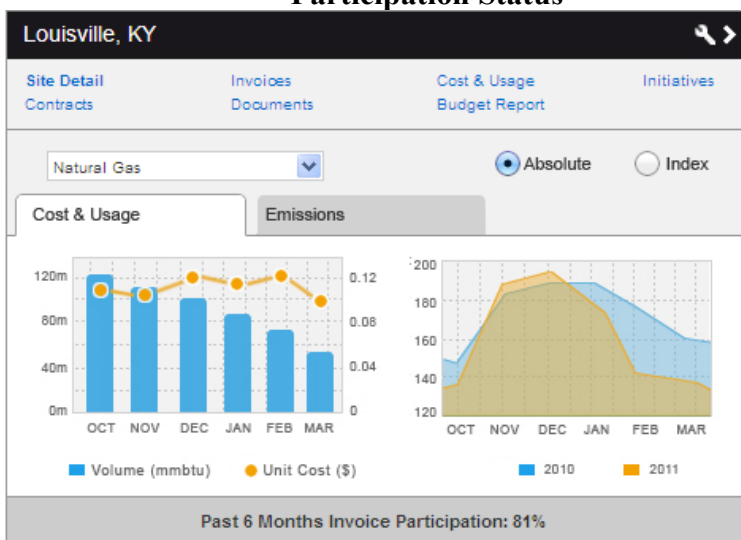 Participation Status
Louisville, KY
Site Detail Invoices Cost & Usage Initiatives
Contracts Documents Budget Report
Natural Gas Absolute Index
Cost & Usage Emissions
120m 0.12 200
80m 0.08 180
40m 0.04 160
0m 0 140
120
OCT NOV DEC JAN FEB MAR OCT NOV DEC JAN FEB MAR
Volume (mmbtu) Unit Cost ($) 2010 2011
Past 6 Months Invoice Participation: 81%